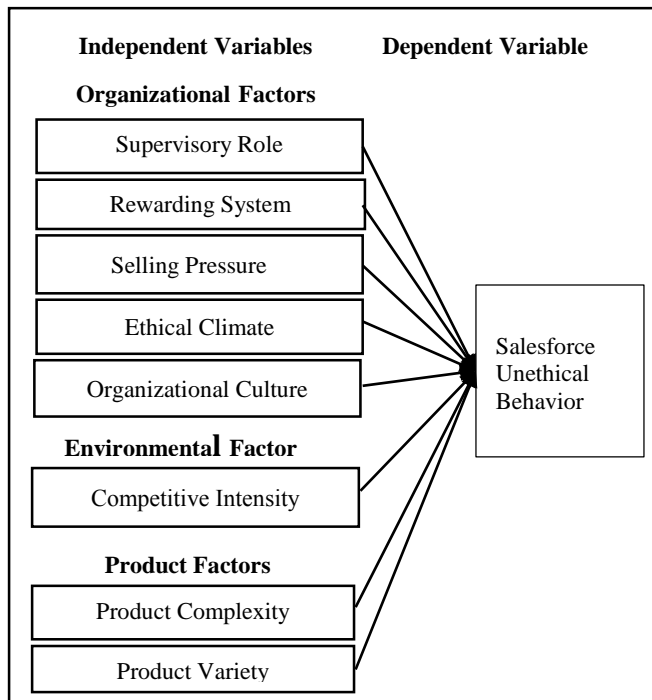 Independent Variables Dependent Variable
Organizational Factors
Supervisory Role
Rewarding System
Selling Pressure
Ethical Climate
Organizational Culture
Salesforce
Unethical
Behavior
Environmental Factor
Competitive Intensity
Product Factors
Product Complexity
Product Variety